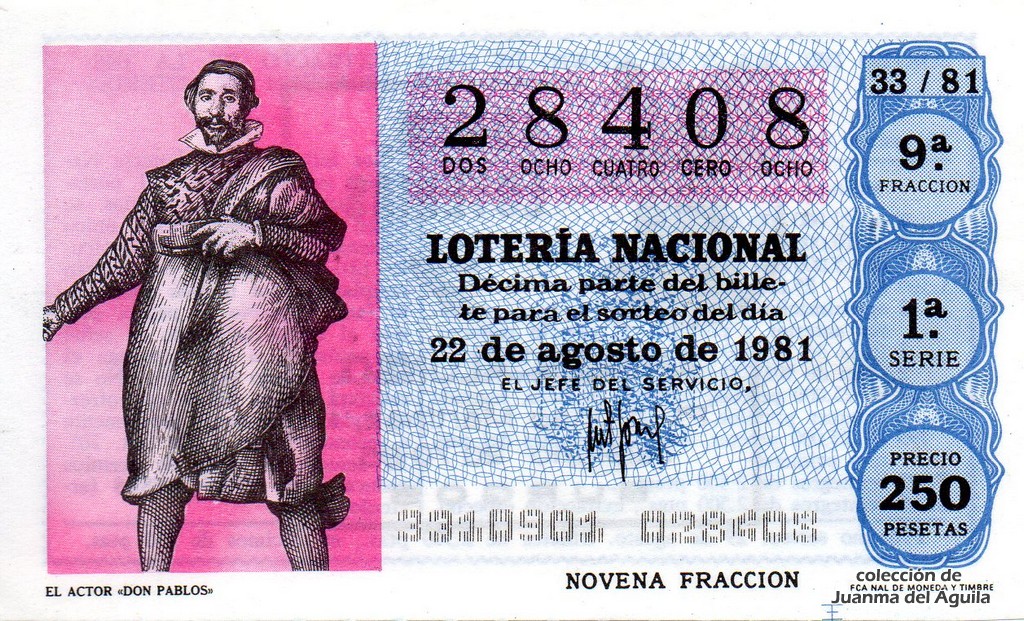 33 / 81
28408
DOS OCHO CUATRO CERO OCHO
9ª.
FRACCION
LOTERÍA NACIONAL
Décima parte del bille-
te para el sorteo del día
22 de agosto de 1981
EL JEFE DEL SERVICIO,
1ª.
SERIE
PRECIO
250
PESETAS
3310901 028408
NOVENA FRACCION
EL ACTOR «DON PABLOS»
colección de
FCA NAL DE MONEDA Y TIMBRE
Juanma del Aguila